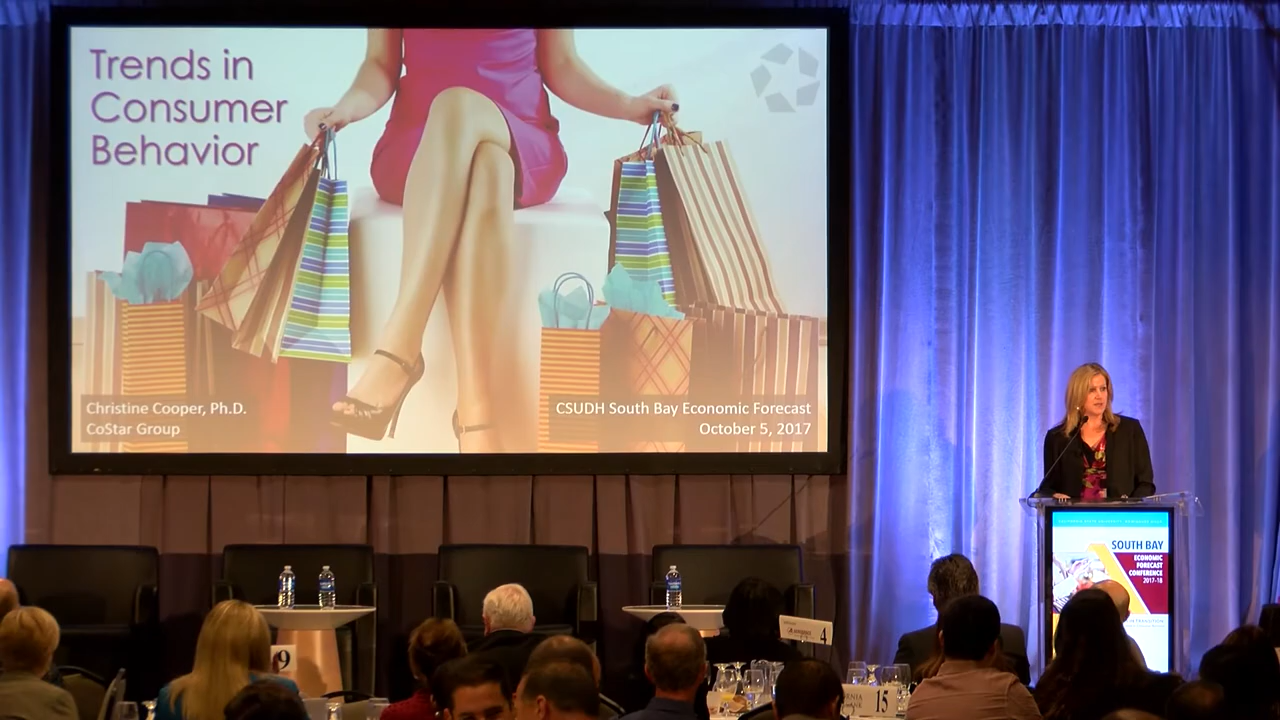 Trends in
Consumer
Behavior
Christine Cooper, Ph.D.
CoStar Group
CSUDH South Bay Economic Forecast
October 5, 2017
SOUTH BAY
ECONOMIC
FORECAST
CONFERENCE
2017-18
9
4
15